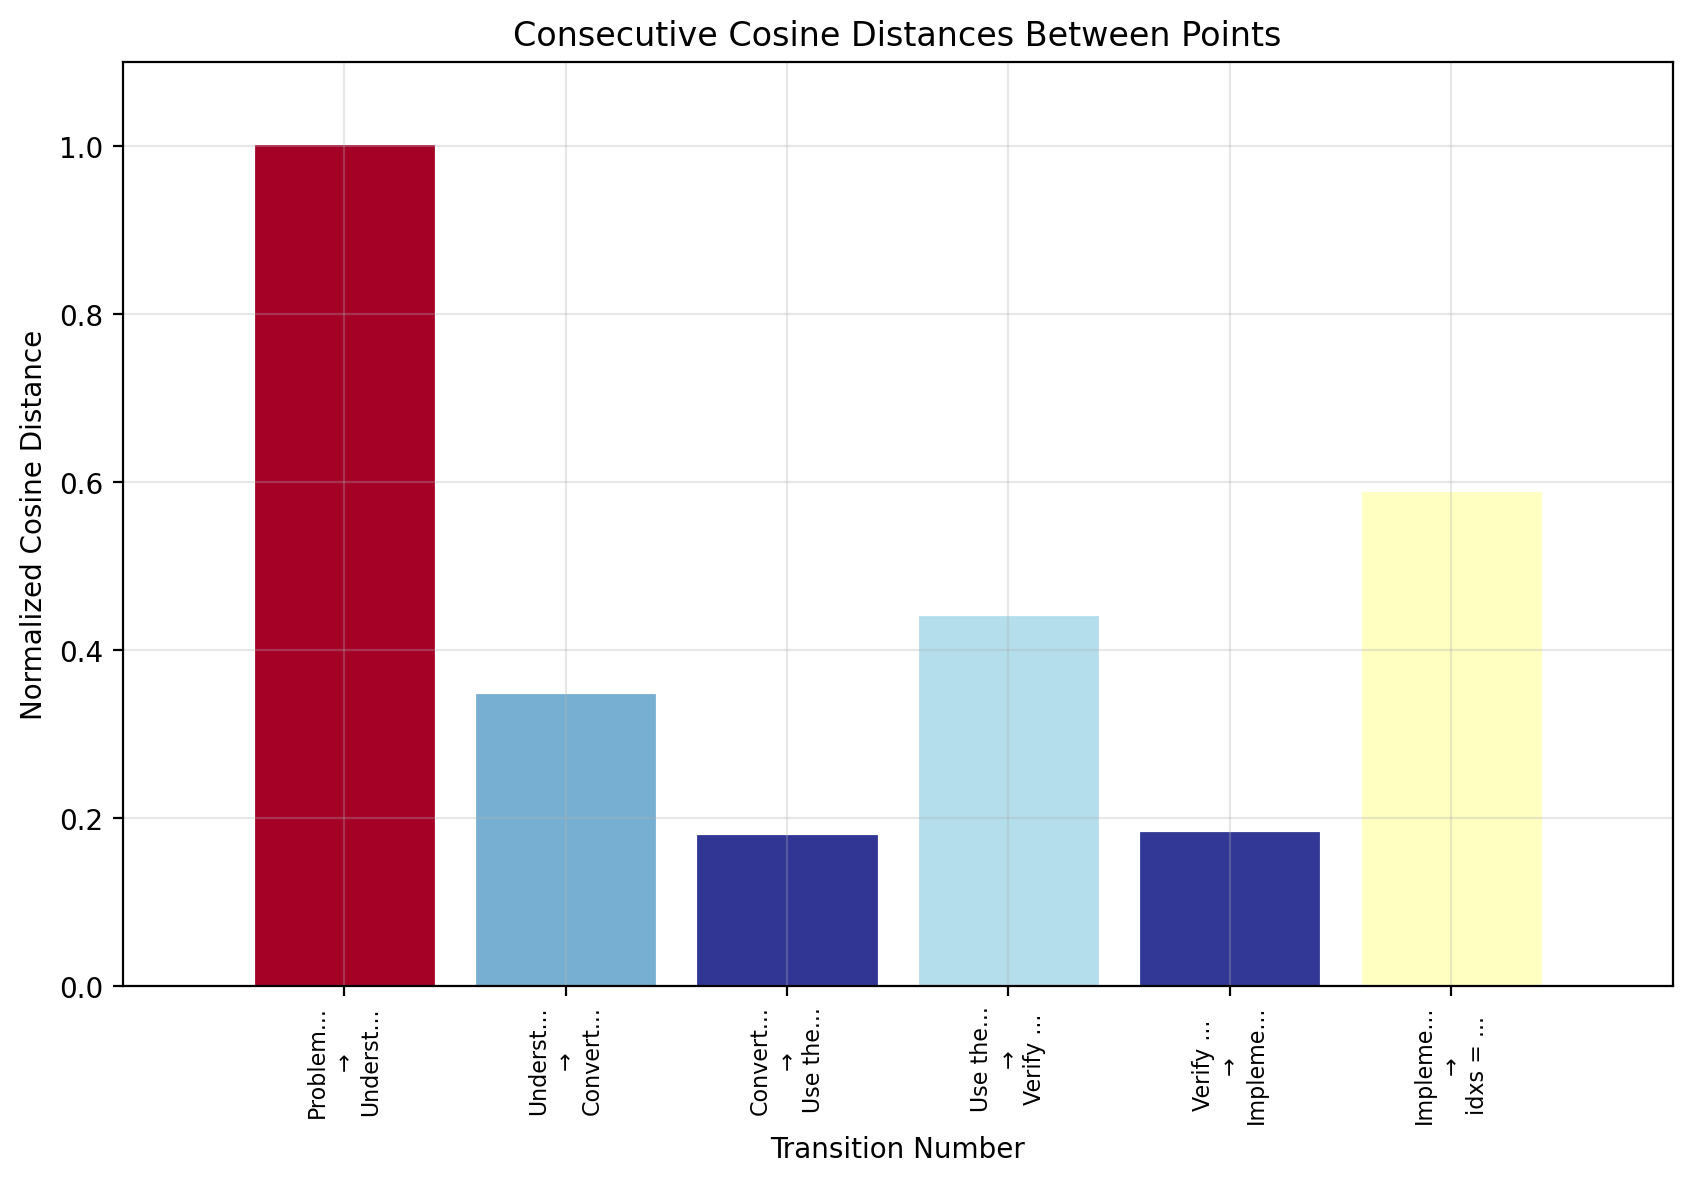 Consecutive Cosine Distances Between Points
Normalized Cosine Distance
1.0
0.8
0.6
0.4
0.2
0.0
Problem...
→
Underst...
Underst...
→
Convert...
Convert...
→
Use the...
Use the...
→
Verify ...
Verify ...
→
Impleme...
Impleme...
→
idxs = ...
Transition Number